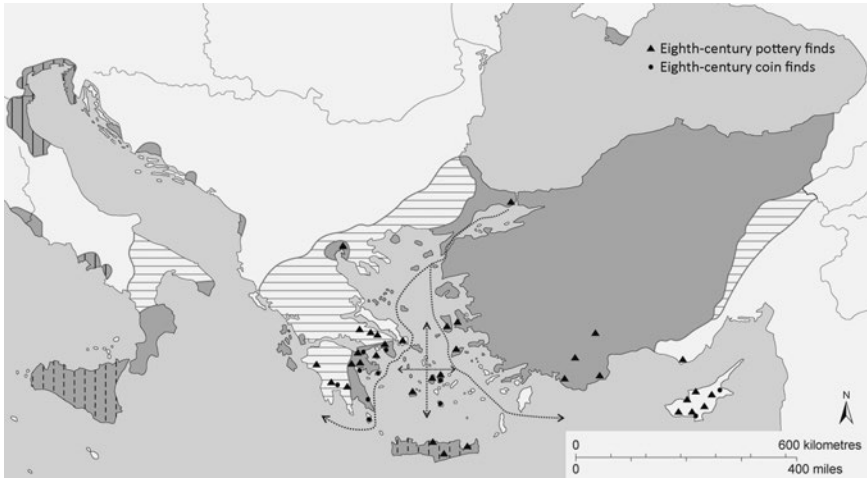 Eighth-century pottery finds
Eighth-century coin finds
N
0 600 kilometres
0 400 miles